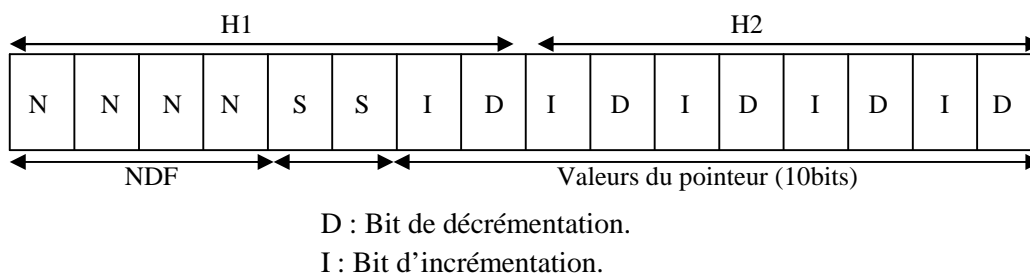 H1 H2
N N N N S S I D I D I D I D I D
NDF Valeurs du pointeur (10bits)
D : Bit de décrémentation.
I : Bit d’incrémentation.